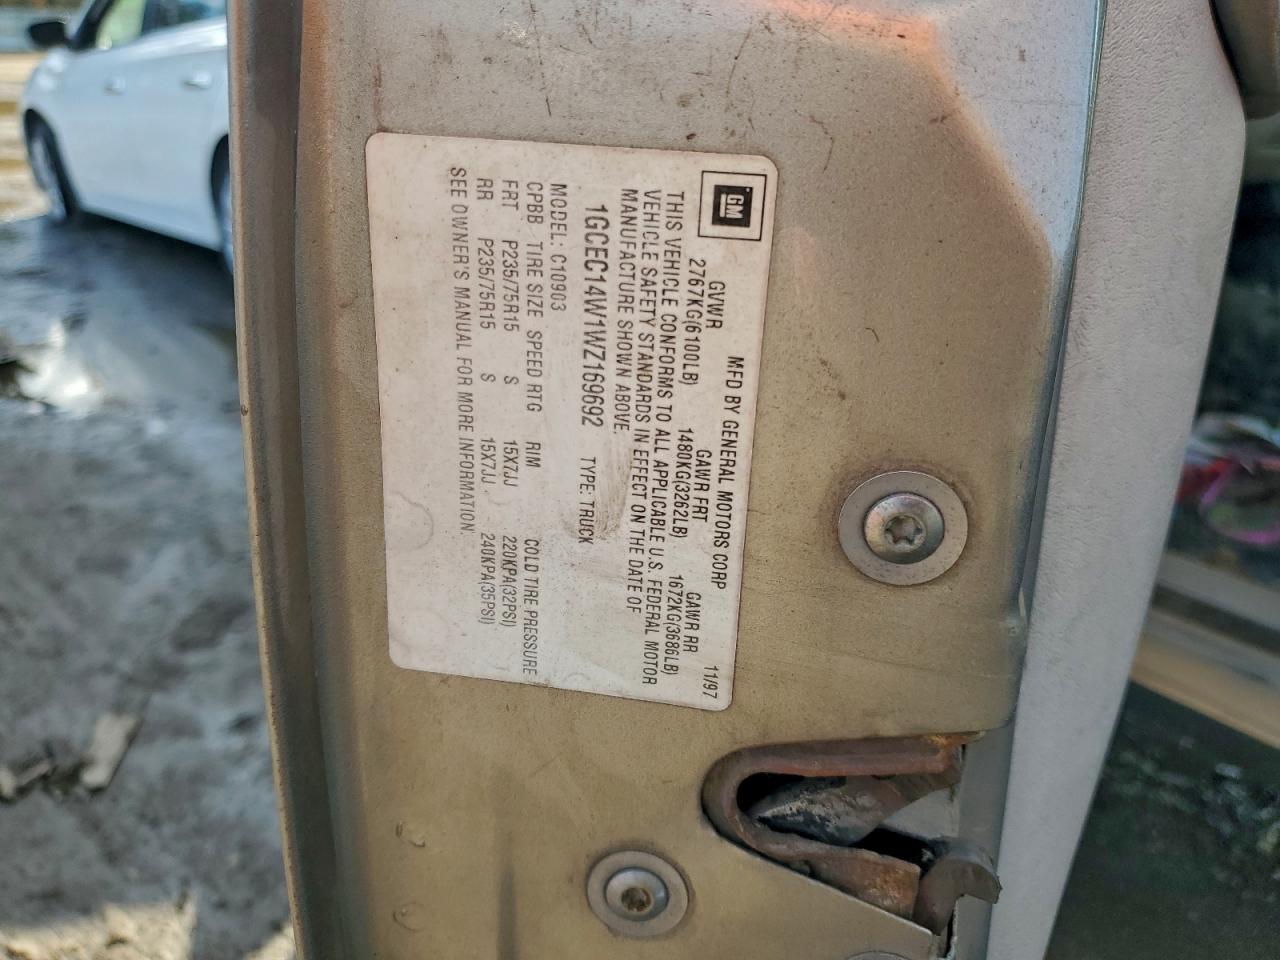 GM
MFD BY GENERAL MOTORS CORP 11/97
GVWR GAWR FRT GAWR RR
2767KG(6100LB) 1480KG(3262LB) 1672KG(3686LB)
THIS VEHICLE CONFORMS TO ALL APPLICABLE U.S. FEDERAL MOTOR
VEHICLE SAFETY STANDARDS IN EFFECT ON THE DATE OF
MANUFACTURE SHOWN ABOVE.
1GCEC14W1WZ169692 TYPE: TRUCK
MODEL: C10903
CPBB TIRE SIZE SPEED RTG RIM COLD TIRE PRESSURE
FRT P235/75R15 S 15X7JJ 220KPA(32PSI)
RR P235/75R15 S 15X7JJ 240KPA(35PSI)
SEE OWNER'S MANUAL FOR MORE INFORMATION.